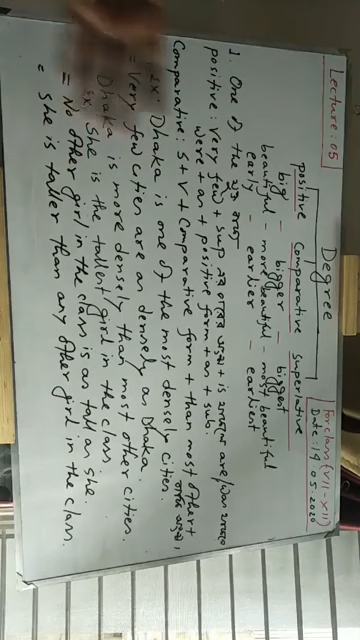 Lecture: 05
Degree
For class (VII - XII)
Date: 19.05.2020
positive comparative superlative
big - bigger - biggest
beautiful - more beautiful - most beautiful
early - earlier - earliest
1. One of the
positive: very few + sup + is
were + as + positive form + as + sub.
Comparative: S + V + comparative form + than most other +
ex: Dhaka is one of the most densely cities.
= Very few cities are as densely as Dhaka.
Dhaka is more densely than most other cities.
ex: She is the tallest girl in the class.
= No other girl in the class is as tall as she.
= She is taller than any other girl in the class.